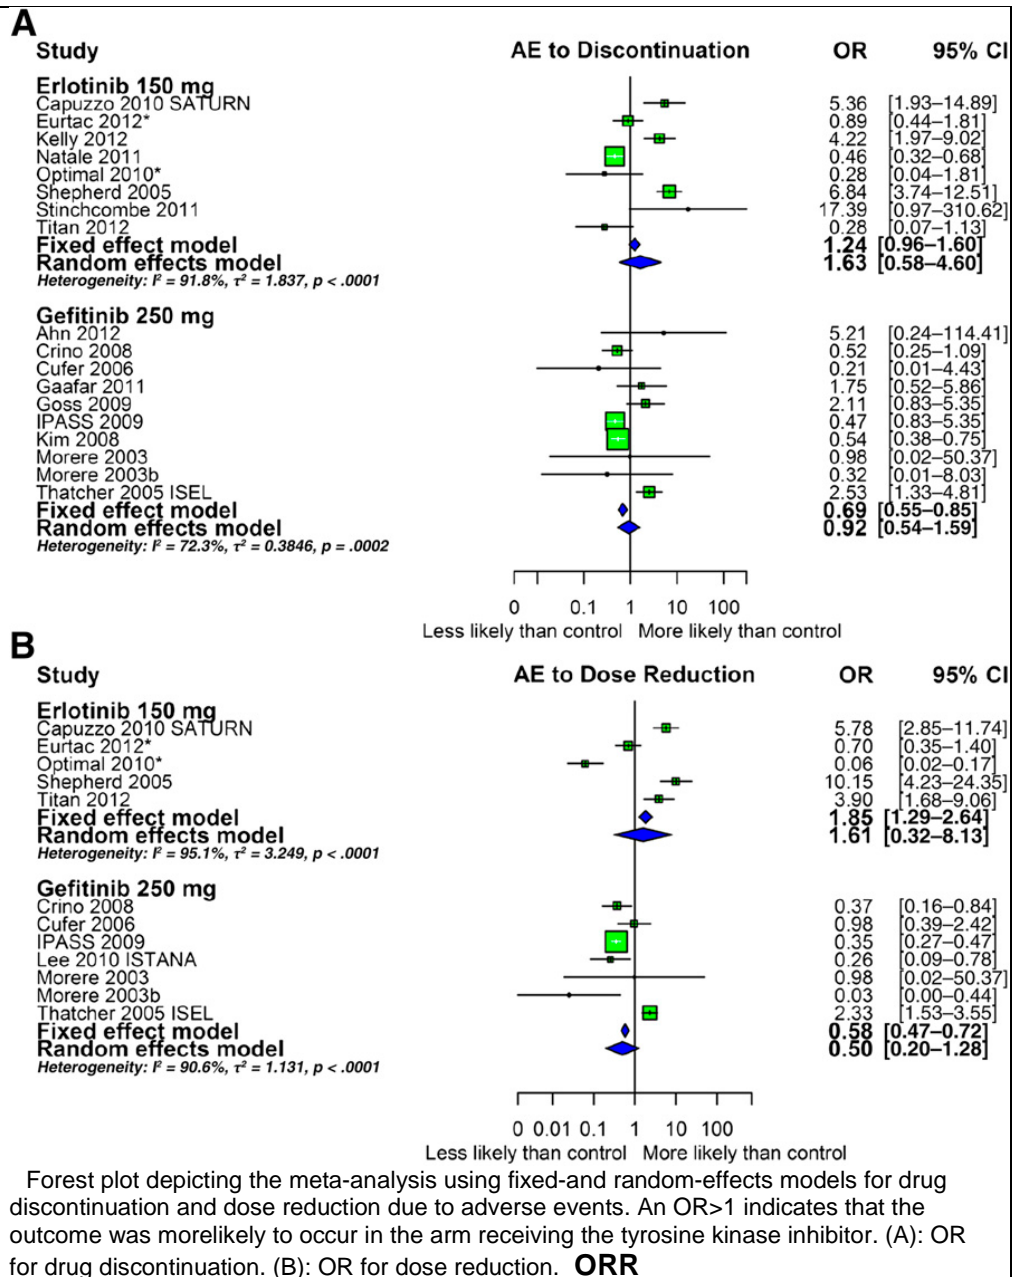 A
Study AE to Discontinuation OR 95% CI
Erlotinib 150 mg
Capuzzo 2010 SATURN 5.36 [1.93–14.89]
Eurtac 2012* 0.89 [0.44–1.81]
Kelly 2012 4.22 [1.97–9.02]
Natale 2011 0.46 [0.32–0.68]
Optimal 2010* 0.28 [0.04–1.81]
Shepherd 2005 6.84 [3.74–12.51]
Stinchcombe 2011 17.39 [0.97–310.62]
Titan 2012 0.28 [0.07–1.13]
Fixed effect model 1.24 [0.96–1.60]
Random effects model 1.63 [0.58–4.60]
Heterogeneity: I² = 91.8%, τ² = 1.837, p < .0001
Gefitinib 250 mg
Ahn 2012 5.21 [0.24–114.41]
Crino 2008 0.52 [0.25–1.09]
Cufer 2006 0.21 [0.01–4.43]
Gaafar 2011 1.75 [0.52–5.86]
Goss 2009 2.11 [0.83–5.35]
IPASS 2009 0.47 [0.83–5.35]
Kim 2008 0.54 [0.38–0.75]
Morere 2003 0.98 [0.02–50.37]
Morere 2003b 0.32 [0.01–8.03]
Thatcher 2005 ISEL 2.53 [1.33–4.81]
Fixed effect model 0.69 [0.55–0.85]
Random effects model 0.92 [0.54–1.59]
Heterogeneity: I² = 72.3%, τ² = 0.3846, p = .0002
0 0.1 1 10 100
Less likely than control More likely than control
B
Study AE to Dose Reduction OR 95% CI
Erlotinib 150 mg
Capuzzo 2010 SATURN 5.78 [2.85–11.74]
Eurtac 2012* 0.70 [0.35–1.40]
Optimal 2010* 0.06 [0.02–0.17]
Shepherd 2005 10.15 [4.23–24.35]
Titan 2012 3.90 [1.68–9.06]
Fixed effect model 1.85 [1.29–2.64]
Random effects model 1.61 [0.32–8.13]
Heterogeneity: I² = 95.1%, τ² = 3.249, p < .0001
Gefitinib 250 mg
Crino 2008 0.37 [0.16–0.84]
Cufer 2006 0.98 [0.39–2.42]
IPASS 2009 0.35 [0.27–0.47]
Lee 2010 ISTANA 0.26 [0.09–0.78]
Morere 2003 0.98 [0.02–50.37]
Morere 2003b 0.03 [0.00–0.44]
Thatcher 2005 ISEL 2.33 [1.53–3.55]
Fixed effect model 0.58 [0.47–0.72]
Random effects model 0.50 [0.20–1.28]
Heterogeneity: I² = 90.6%, τ² = 1.131, p < .0001
0 0.01 0.1 1 10 100
Less likely than control More likely than control
Forest plot depicting the meta-analysis using fixed-and random-effects models for drug
discontinuation and dose reduction due to adverse events. An OR>1 indicates that the
outcome was morelikely to occur in the arm receiving the tyrosine kinase inhibitor. (A): OR
for drug discontinuation. (B): OR for dose reduction. ORR